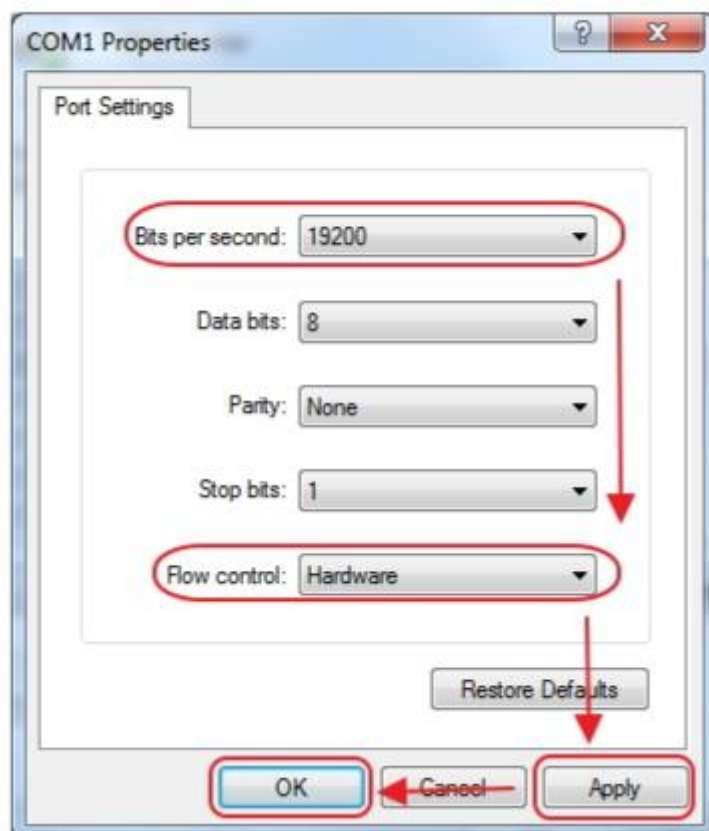 COM1 Properties
Port Settings
Bits per second: 19200
Data bits: 8
Parity: None
Stop bits: 1
Flow control: Hardware
Restore Defaults
OK Cancel Apply